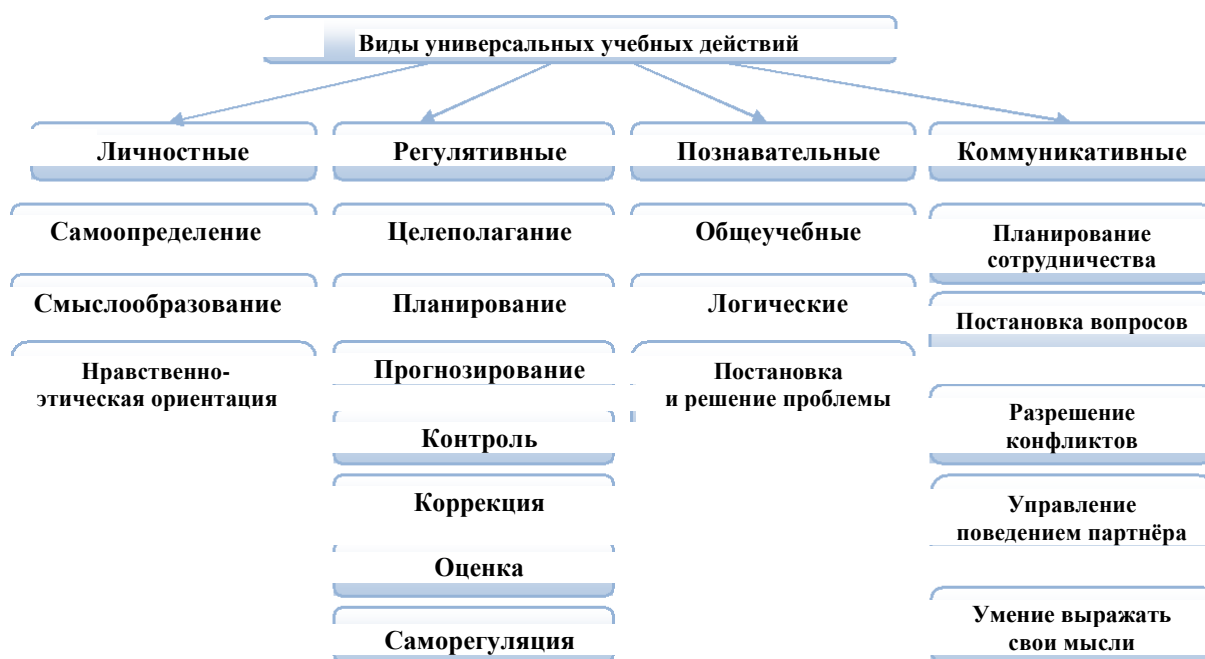 Виды универсальных учебных действий
Личностные
Самоопределение
Смыслообразование
Нравственно-
этическая ориентация
Регулятивные
Целеполагание
Планирование
Прогнозирование
Контроль
Коррекция
Оценка
Саморегуляция
Познавательные
Общеучебные
Логические
Постановка
и решение проблемы
Коммуникативные
Планирование
сотрудничества
Постановка вопросов
Разрешение
конфликтов
Управление
поведением партнёра
Умение выражать
свои мысли